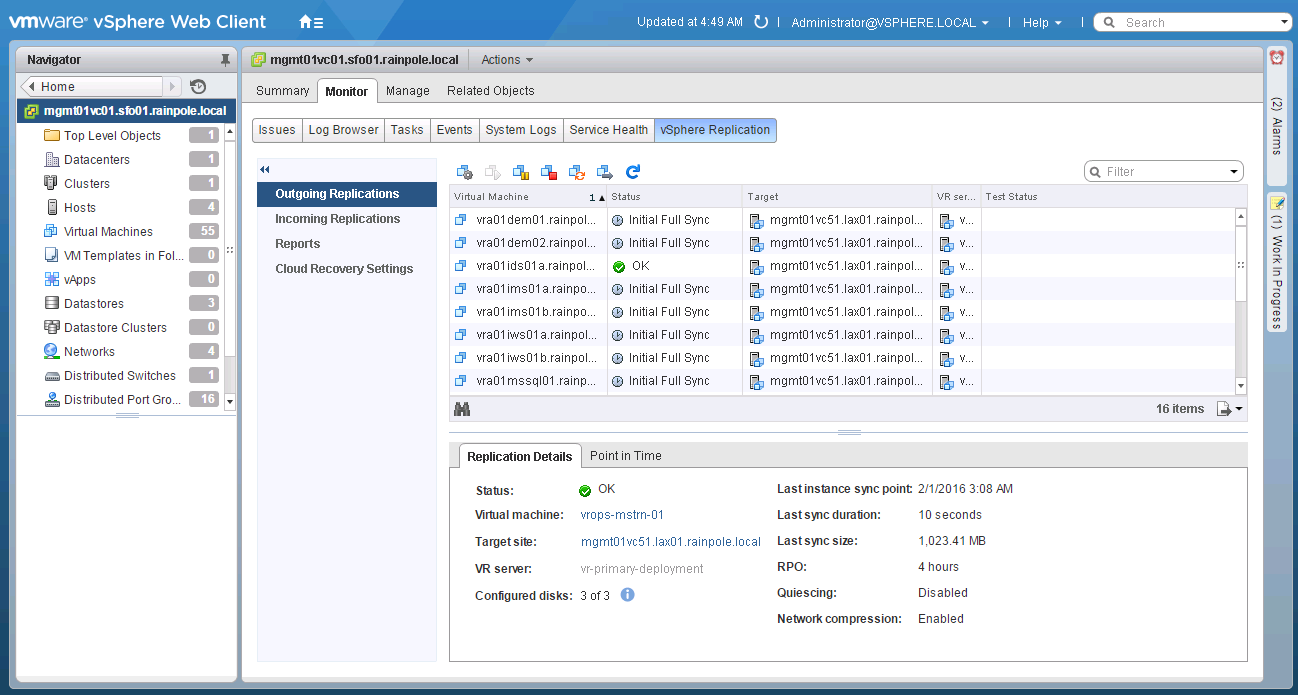 vmware® vSphere Web Client
Updated at 4:49 AM
Administrator@VSPHERE.LOCAL
Help
Search
Navigator
Home
mgmt01vc01.sfo01.rainpole.local
Top Level Objects 1
Datacenters 1
Clusters 1
Hosts 4
Virtual Machines 55
VM Templates in Fol... 0
vApps 0
Datastores 3
Datastore Clusters 0
Networks 4
Distributed Switches 1
Distributed Port Gro... 16
mgmt01vc01.sfo01.rainpole.local Actions
Summary Monitor Manage Related Objects
Issues Log Browser Tasks Events System Logs Service Health vSphere Replication
Outgoing Replications
Incoming Replications
Reports
Cloud Recovery Settings
Filter
Virtual Machine 1 ▲ Status Target VR ser... Test Status
vra01dem01.rainpol... Initial Full Sync mgmt01vc51.lax01.rainpol... v...
vra01dem02.rainpol... Initial Full Sync mgmt01vc51.lax01.rainpol... v...
vra01ids01a.rainpol... OK mgmt01vc51.lax01.rainpol... v...
vra01ims01a.rainpol... Initial Full Sync mgmt01vc51.lax01.rainpol... v...
vra01ims01b.rainpol... Initial Full Sync mgmt01vc51.lax01.rainpol... v...
vra01iws01a.rainpol... Initial Full Sync mgmt01vc51.lax01.rainpol... v...
vra01iws01b.rainpol... Initial Full Sync mgmt01vc51.lax01.rainpol... v...
vra01mssql01.rainp... Initial Full Sync mgmt01vc51.lax01.rainpol... v...
16 items
Replication Details Point in Time
Status: OK
Virtual machine: vrops-mstrn-01
Target site: mgmt01vc51.lax01.rainpole.local
VR server: vr-primary-deployment
Configured disks: 3 of 3
Last instance sync point: 2/1/2016 3:08 AM
Last sync duration: 10 seconds
Last sync size: 1,023.41 MB
RPO: 4 hours
Quiescing: Disabled
Network compression: Enabled
(2) Alarms
(1) Work In Progress